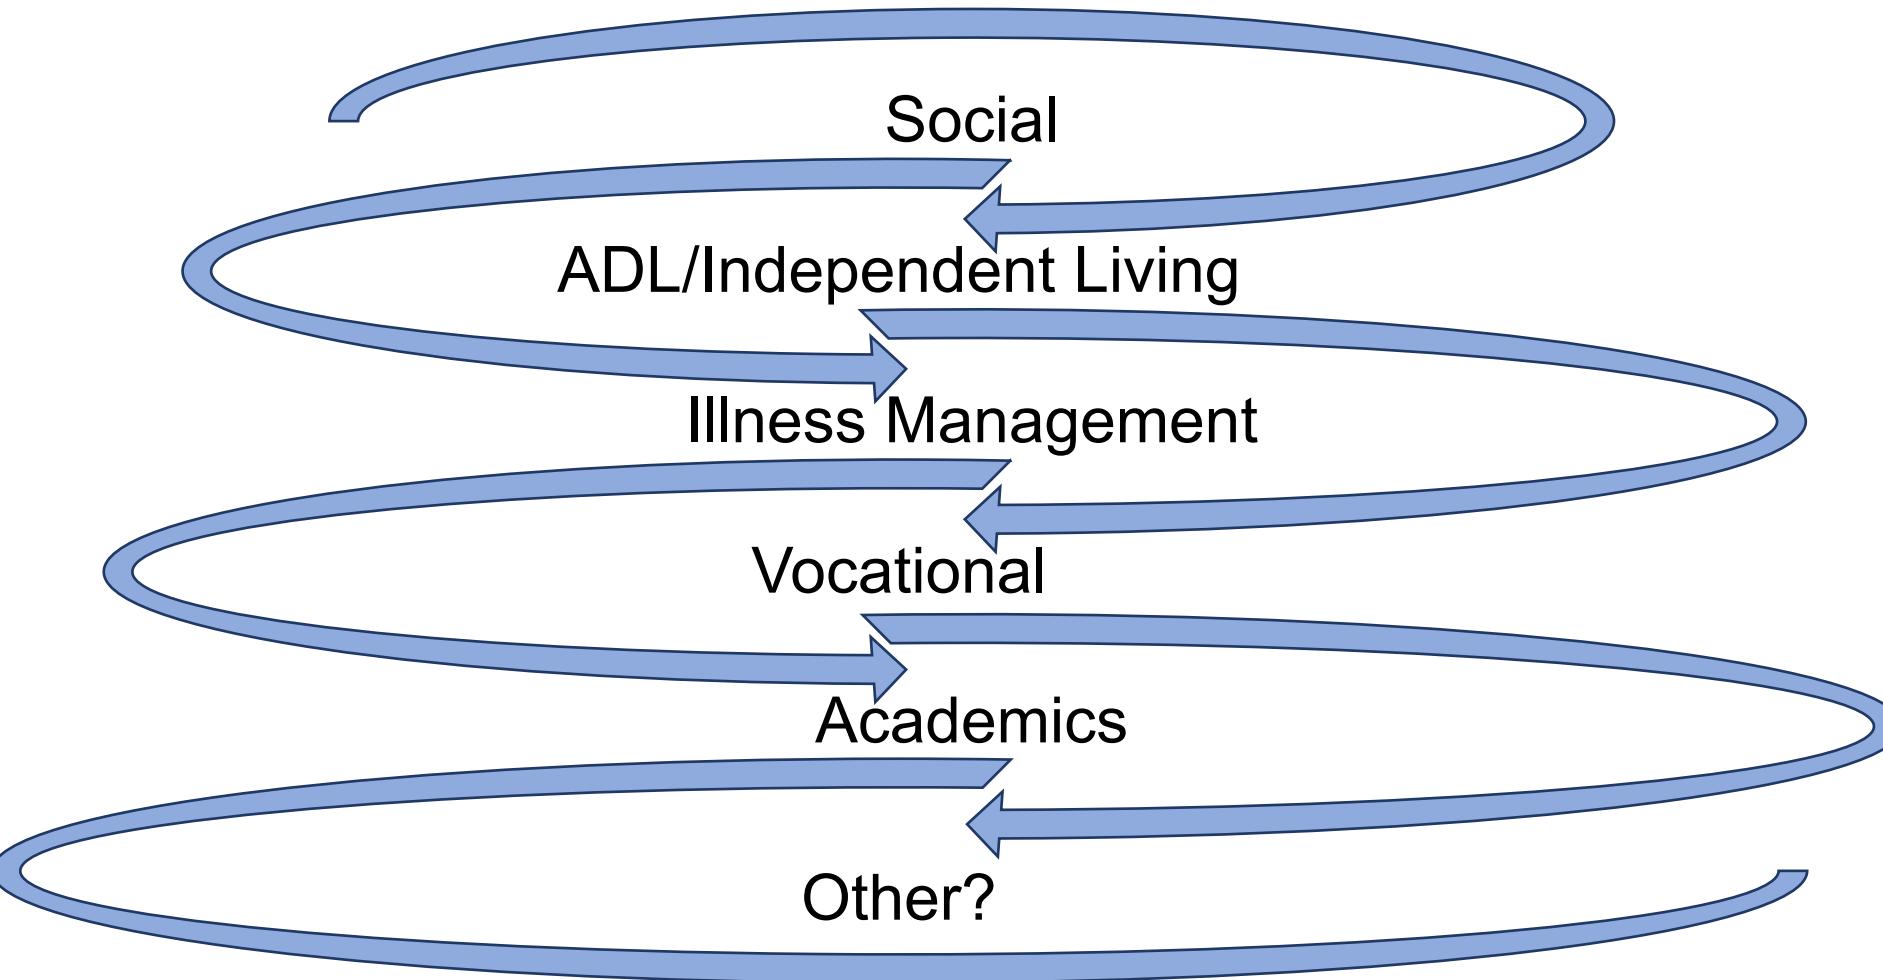 Social
ADL/Independent Living
Illness Management
Vocational
Academics
Other?